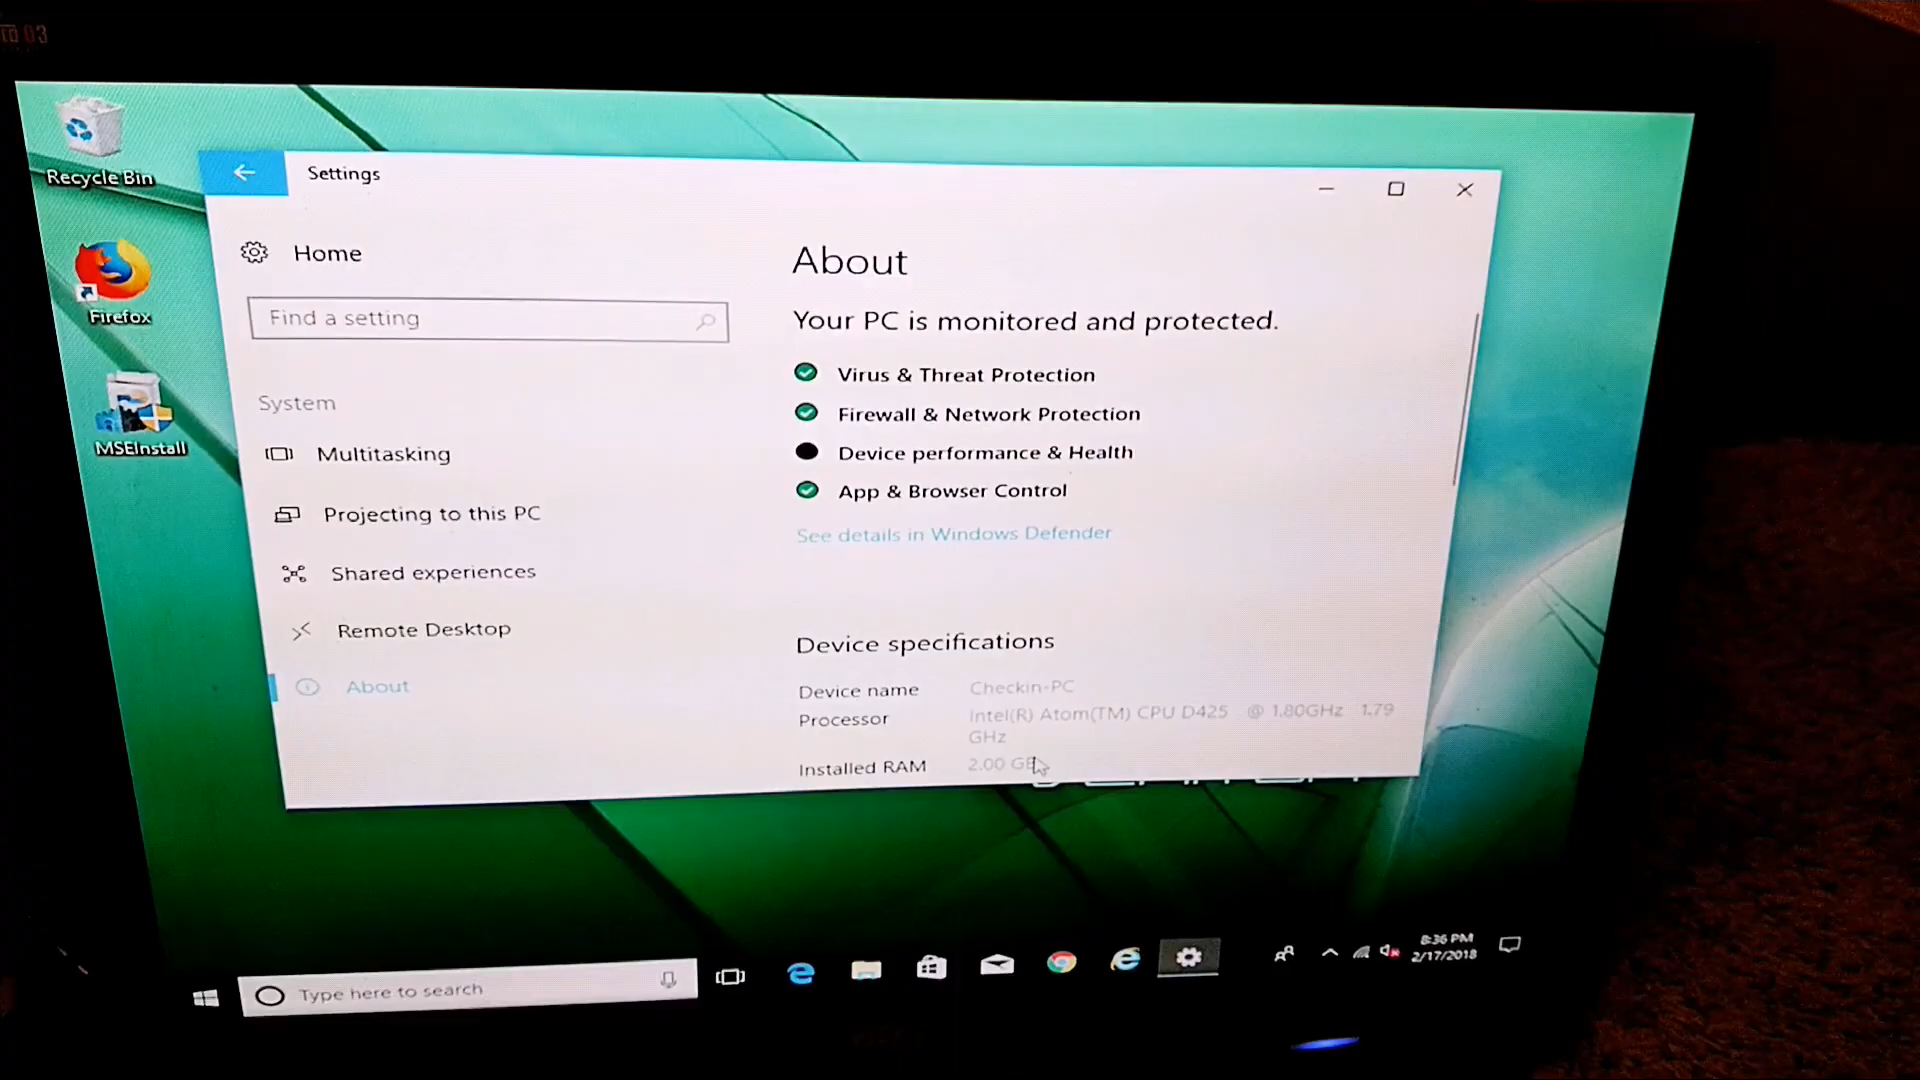 03
Recycle Bin
Firefox
MSEInstall
Settings
Home
Find a setting
System
Multitasking
Projecting to this PC
Shared experiences
Remote Desktop
About
About
Your PC is monitored and protected.
Virus & Threat Protection
Firewall & Network Protection
Device performance & Health
App & Browser Control
See details in Windows Defender
Device specifications
Device name Checkin-PC
Processor Intel(R) Atom(TM) CPU D425 @ 1.80GHz 1.79
GHz
Installed RAM 2.00
Type here to search
8:36 PM
2/17/2018